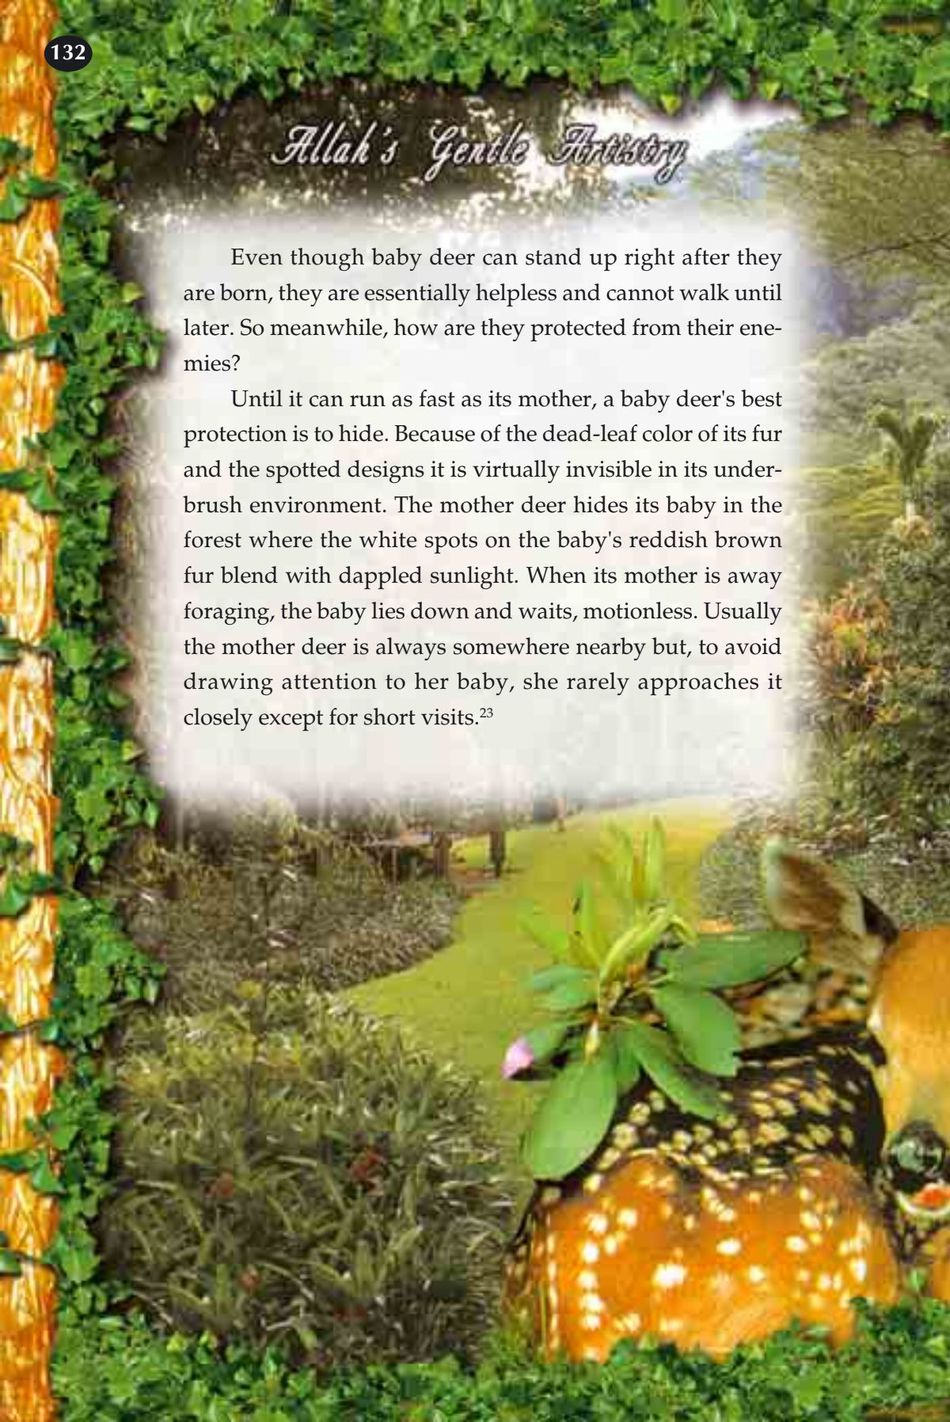 132
Allah's Gentle Artistry
Even though baby deer can stand up right after they
are born, they are essentially helpless and cannot walk until
later. So meanwhile, how are they protected from their ene-
mies?
Until it can run as fast as its mother, a baby deer's best
protection is to hide. Because of the dead-leaf color of its fur
and the spotted designs it is virtually invisible in its under-
brush environment. The mother deer hides its baby in the
forest where the white spots on the baby's reddish brown
fur blend with dappled sunlight. When its mother is away
foraging, the baby lies down and waits, motionless. Usually
the mother deer is always somewhere nearby but, to avoid
drawing attention to her baby, she rarely approaches it
closely except for short visits.²³